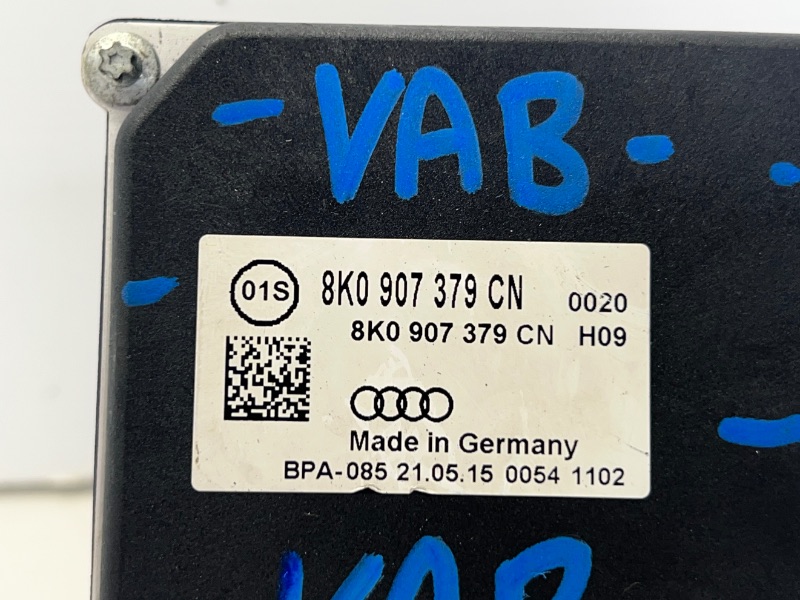 -VAB-
01S 8K0 907 379 CN 0020
8K0 907 379 CN H09
Made in Germany
BPA-085 21.05.15 0054 1102
VAB